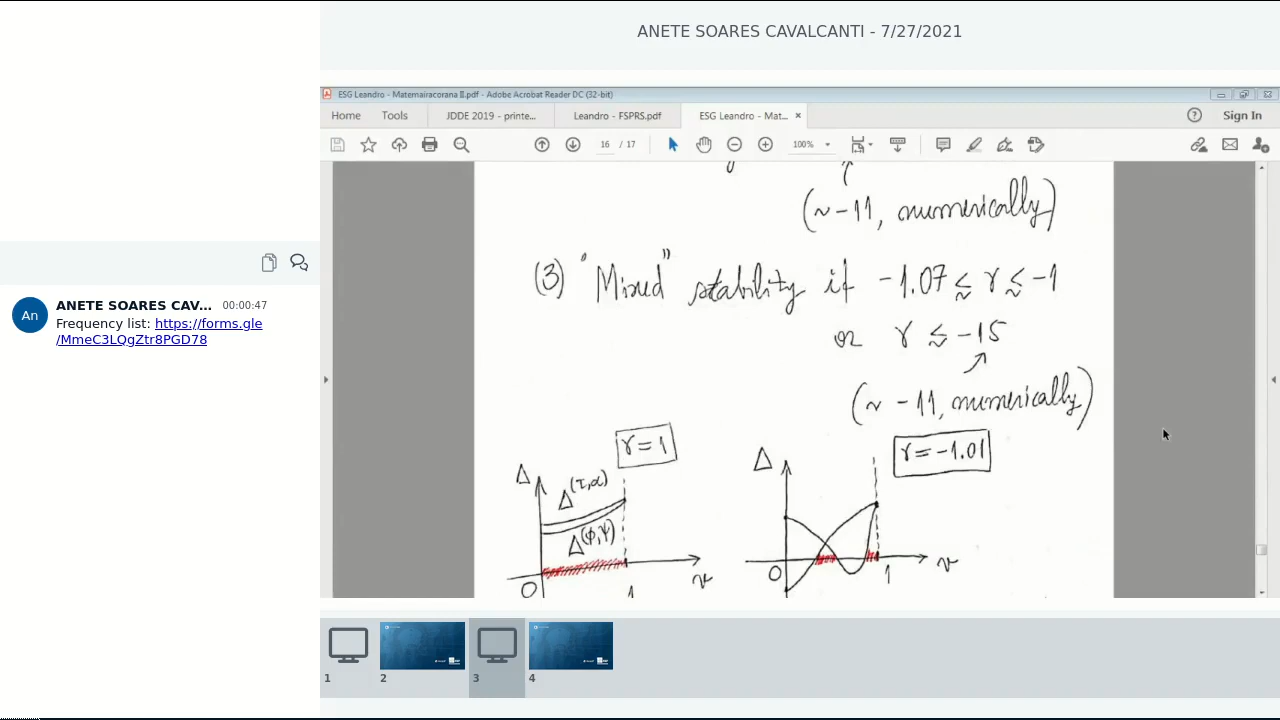 ANETE SOARES CAVALCANTI - 7/27/2021
ESG Leandro - Matemairacorana II.pdf - Adobe Acrobat Reader DC (32-bit)
Home Tools JDDE 2019 - printe... Leandro - FSPRS.pdf ESG Leandro - Mat... × Sign In
16 / 17 100%
(~ -11, numerically)
(3) "Mixed" stability if -1.07 ≲ γ ≲ -1
or γ ≲ -15
(~ -11, numerically)
γ = 1
γ = -1.01
Δ
Δ(τ,α)
Δ(ϕ,ψ)
0 1 v
Δ
0 1 v
An
ANETE SOARES CAV... 00:00:47
Frequency list: https://forms.gle
/MmeC3LQgZtr8PGD78
1 2 3 4